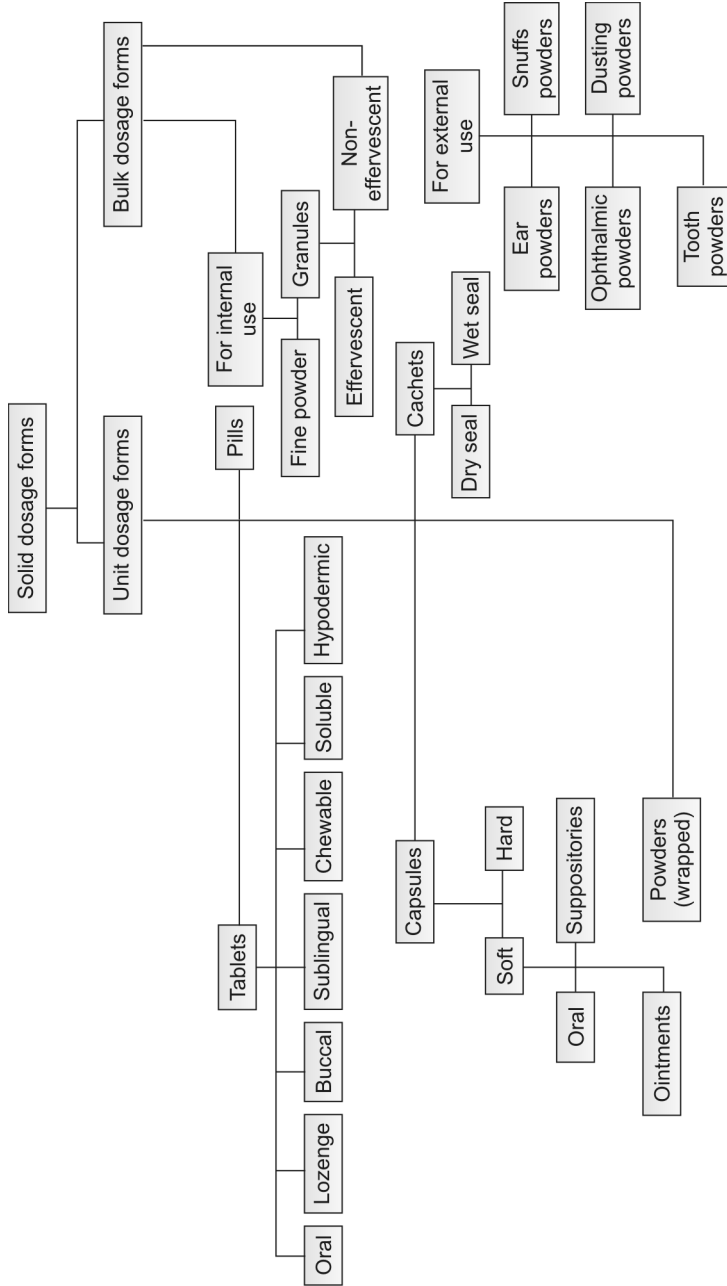 Solid dosage forms
Unit dosage forms
Bulk dosage forms
Tablets
Pills
For internal
use
Oral
Lozenge
Buccal
Sublingual
Chewable
Soluble
Hypodermic
Fine powder
Granules
Effervescent
Non-
effervescent
Capsules
Cachets
For external
use
Soft
Hard
Dry seal
Wet seal
Ear
powders
Snuffs
powders
Oral
Suppositories
Ophthalmic
powders
Dusting
powders
Ointments
Powders
(wrapped)
Tooth
powders